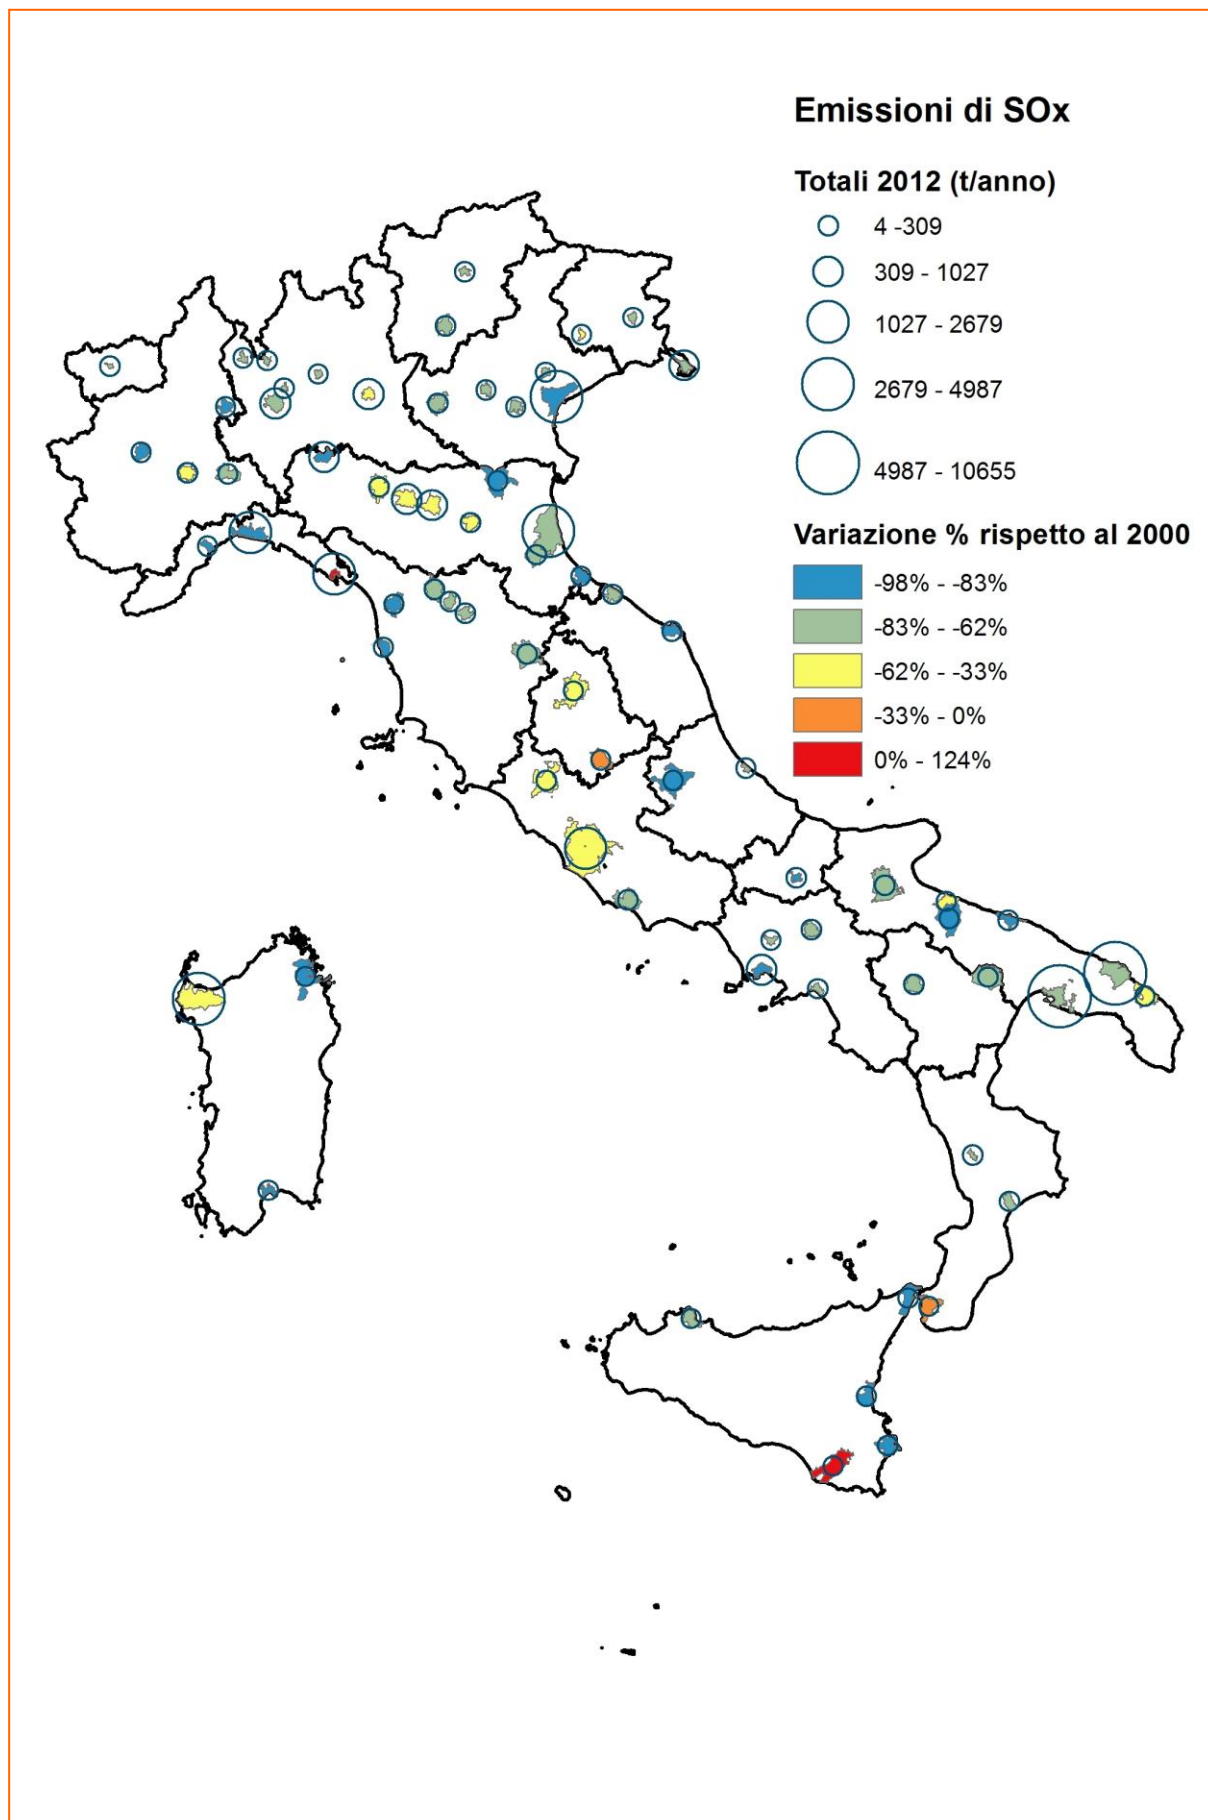 Emissioni di SOx
Totali 2012 (t/anno)
4 -309
309 - 1027
1027 - 2679
2679 - 4987
4987 - 10655
Variazione % rispetto al 2000
-98% - -83%
-83% - -62%
-62% - -33%
-33% - 0%
0% - 124%